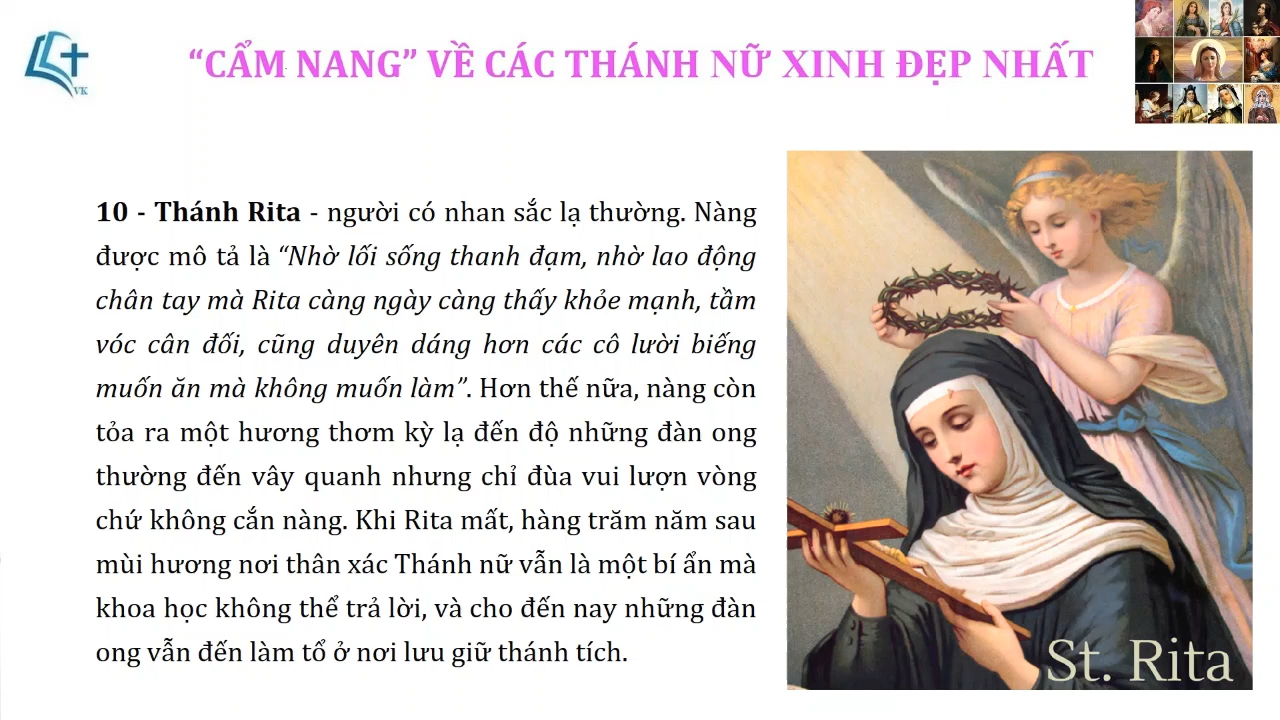 VK
“CẨM NANG” VỀ CÁC THÁNH NỮ XINH ĐẸP NHẤT
10 - Thánh Rita - người có nhan sắc lạ thường. Nàng
được mô tả là “Nhờ lối sống thanh đạm, nhờ lao động
chân tay mà Rita càng ngày càng thấy khỏe mạnh, tầm
vóc cân đối, cũng duyên dáng hơn các cô lười biếng
muốn ăn mà không muốn làm”. Hơn thế nữa, nàng còn
tỏa ra một hương thơm kỳ lạ đến độ những đàn ong
thường đến vây quanh nhưng chỉ đùa vui lượn vòng
chứ không cắn nàng. Khi Rita mất, hàng trăm năm sau
mùi hương nơi thân xác Thánh nữ vẫn là một bí ẩn mà
khoa học không thể trả lời, và cho đến nay những đàn
ong vẫn đến làm tổ ở nơi lưu giữ thánh tích.
St. Rita